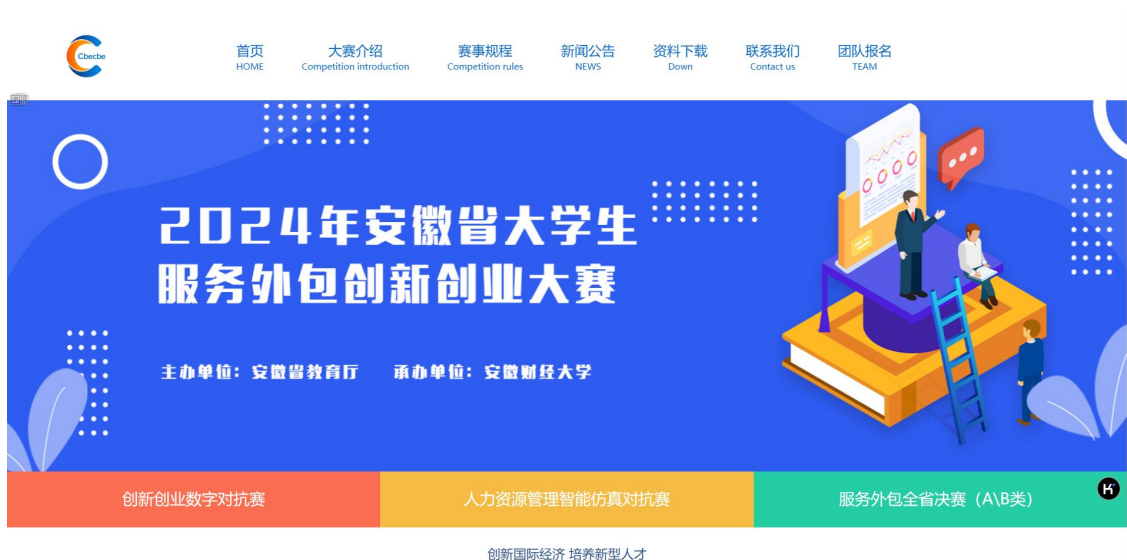 Cbecbe
首页 大赛介绍 赛事规程 新闻公告 资料下载 联系我们 团队报名
HOME Competition introduction Competition rules NEWS Down Contact us TEAM
2024年安徽省大学生
服务外包创新创业大赛
主办单位：安徽省教育厅 承办单位：安徽财经大学
创新创业数字对抗赛 人力资源管理智能仿真对抗赛 服务外包全省决赛（A\B类）
K
创新国际经济 培养新型人才